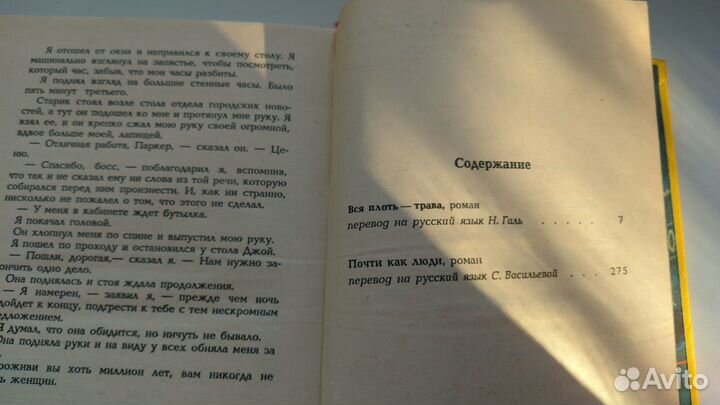 Я отошел от окна и направился к своему столу. Я
машинально взглянул на запястье, чтобы посмотреть,
который час, забыв, что мои часы разбиты.
Я поднял взгляд на большие стенные часы. Было
пять минут третьего.
Старик стоял возле стола отдела городских ново-
стей, а тут он подошел ко мне и протянул мне руку. Я
взял ее, и он крепко сжал мою руку своей огромной,
вдвое больше моей, лапищей.
— Отличная работа, Паркер, — сказал он. — Це-
ню.
— Спасибо, босс, — поблагодарил я, вспомнив,
что так и не сказал ему ни слова из той речи, которую
собирался перед ним произнести. И, как ни странно,
нисколько не пожалел о том, что этого не сделал.
— У меня в кабинете ждет бутылка.
Я покачал головой.
Он хлопнул меня по спине и выпустил мою руку.
Я пошел по проходу и остановился у стола Джой.
— Пошли, дорогая,— сказал я. — Нам нужно за-
кончить одно дело.
Она поднялась и стоя ждала продолжения.
— Я намерен, — заявил я, — прежде чем ночь
дойдет к концу, подгрести к тебе с тем нескромным
едложением.
Я думал, что она обидится, но ничуть не бывало.
Она подняла руки и на виду у всех обняла меня за
роживи вы хоть миллион лет, вам никогда не
ь женщин.
Содержание
Вся плоть — трава, роман
перевод на русский язык Н. Галь . . . . . 7
Почти как люди, роман
перевод на русский язык С. Васильевой . . . 275
Avito